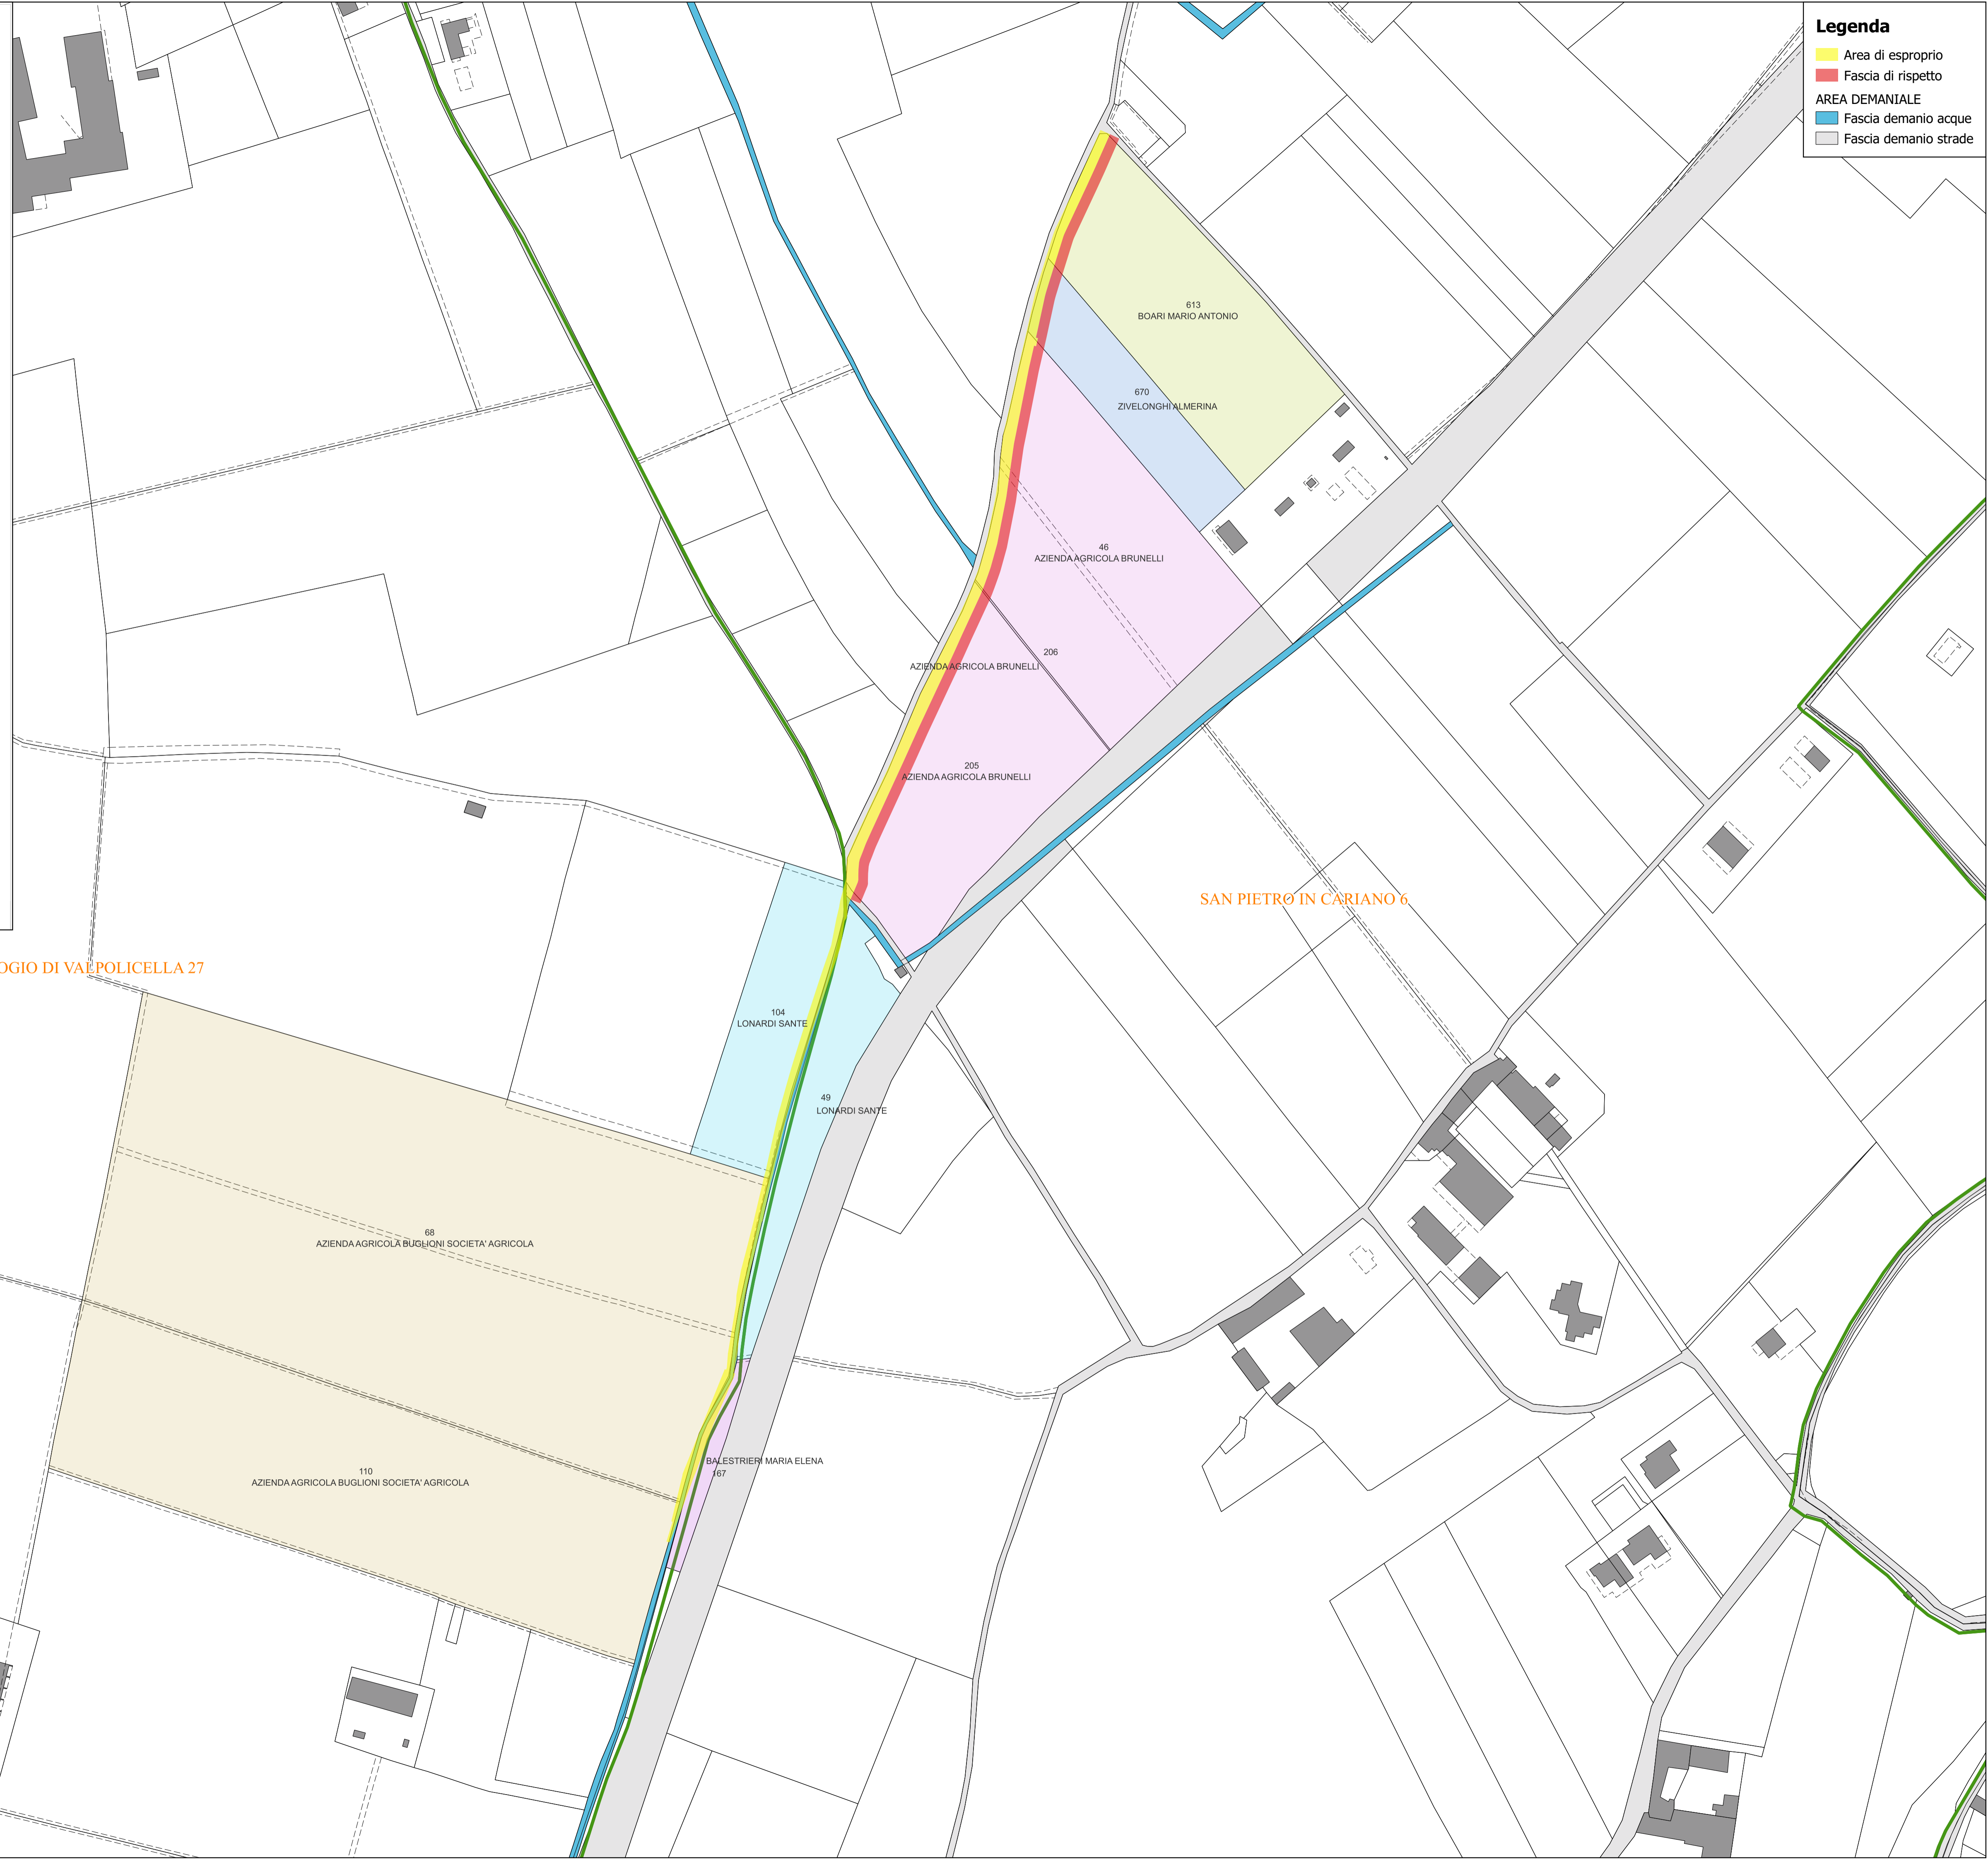 Legenda
Area di esproprio
Fascia di rispetto
AREA DEMANIALE
Fascia demanio acque
Fascia demanio strade
613
BOARI MARIO ANTONIO
670
ZIVELONGHI ALMERINA
46
AZIENDA AGRICOLA BRUNELLI
206
AZIENDA AGRICOLA BRUNELLI
205
AZIENDA AGRICOLA BRUNELLI
SAN PIETRO IN CARIANO 6
OGIO DI VALPOLICELLA 27
104
LONARDI SANTE
49
LONARDI SANTE
68
AZIENDA AGRICOLA BUGLIONI SOCIETA' AGRICOLA
BALESTRIERI MARIA ELENA
167
110
AZIENDA AGRICOLA BUGLIONI SOCIETA' AGRICOLA